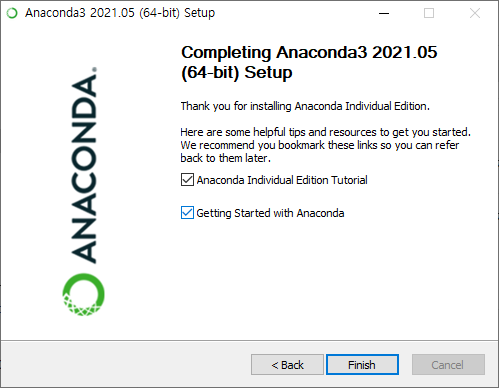 Anaconda3 2021.05 (64-bit) Setup
ANACONDA.
Completing Anaconda3 2021.05
(64-bit) Setup
Thank you for installing Anaconda Individual Edition.
Here are some helpful tips and resources to get you started.
We recommend you bookmark these links so you can refer
back to them later.
Anaconda Individual Edition Tutorial
Getting Started with Anaconda
< Back
Finish
Cancel